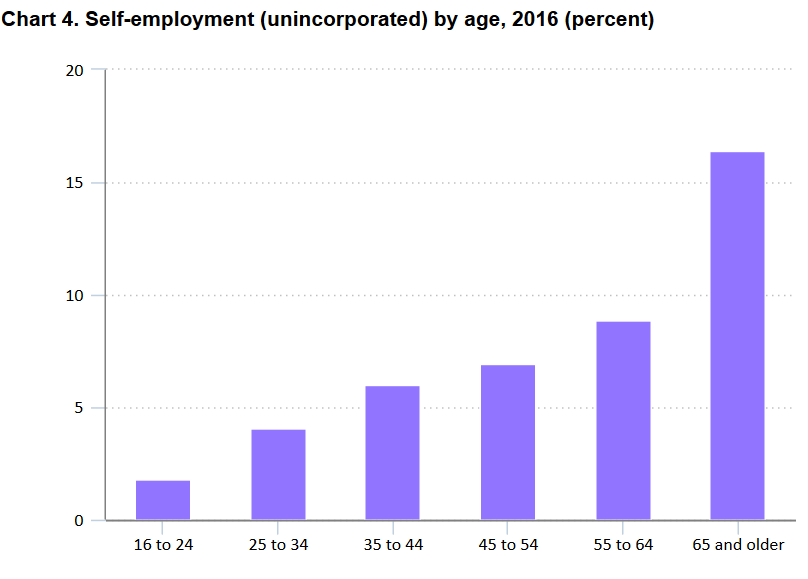 Chart 4. Self-employment (unincorporated) by age, 2016 (percent)
20
15
10
5
0
16 to 24 25 to 34 35 to 44 45 to 54 55 to 64 65 and older